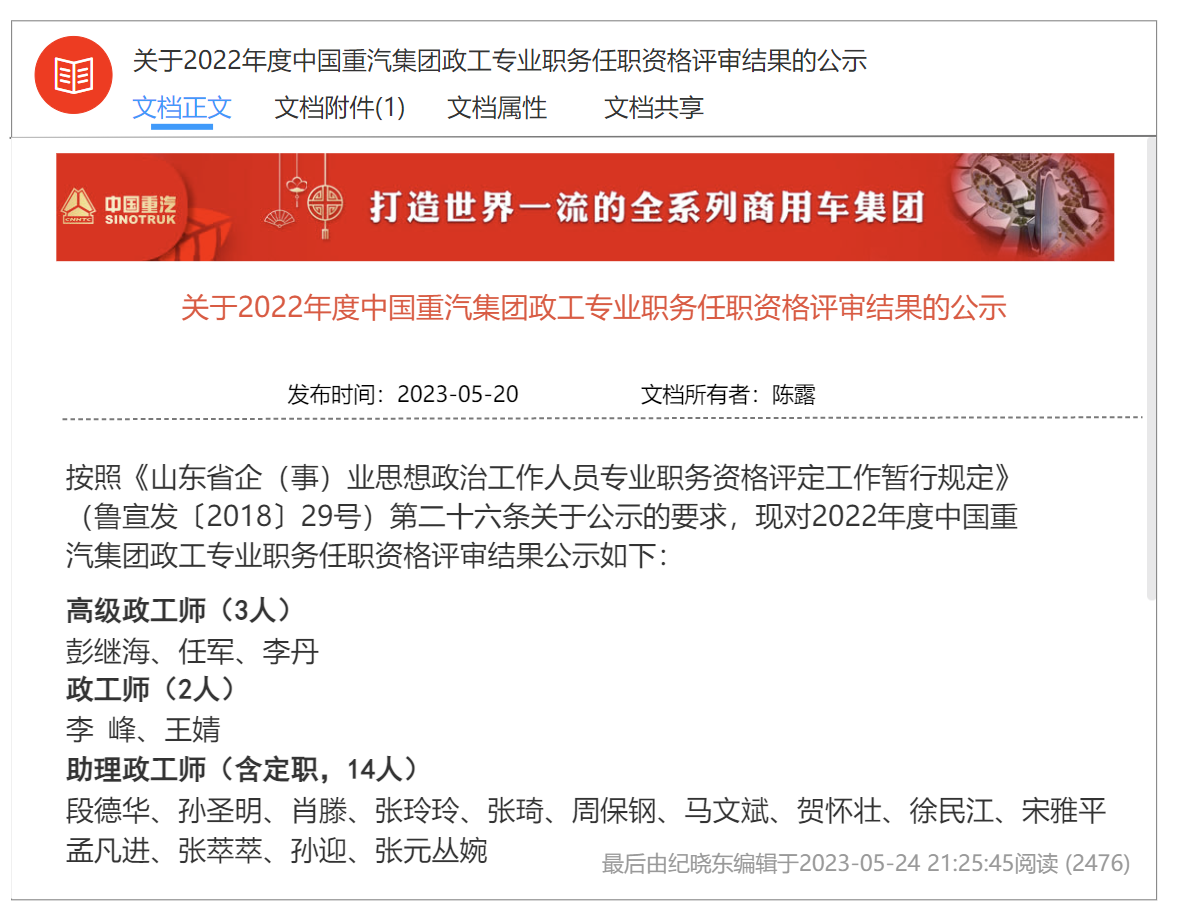 关于2022年度中国重汽集团政工专业职务任职资格评审结果的公示
文档正文 文档附件(1) 文档属性 文档共享
中国重汽
CNHTC SINOTRUK
打造世界一流的全系列商用车集团
关于2022年度中国重汽集团政工专业职务任职资格评审结果的公示
发布时间：2023-05-20 文档所有者：陈露
按照《山东省企（事）业思想政治工作人员专业职务资格评定工作暂行规定》
（鲁宣发〔2018〕29号）第二十六条关于公示的要求，现对2022年度中国重
汽集团政工专业职务任职资格评审结果公示如下：
高级政工师（3人）
彭继海、任军、李丹
政工师（2人）
李 峰、王婧
助理政工师（含定职，14人）
段德华、孙圣明、肖滕、张玲玲、张琦、周保钢、马文斌、贺怀壮、徐民江、宋雅平
孟凡进、张萃萃、孙迎、张元丛婉
最后由纪晓东编辑于2023-05-24 21:25:45阅读 (2476)